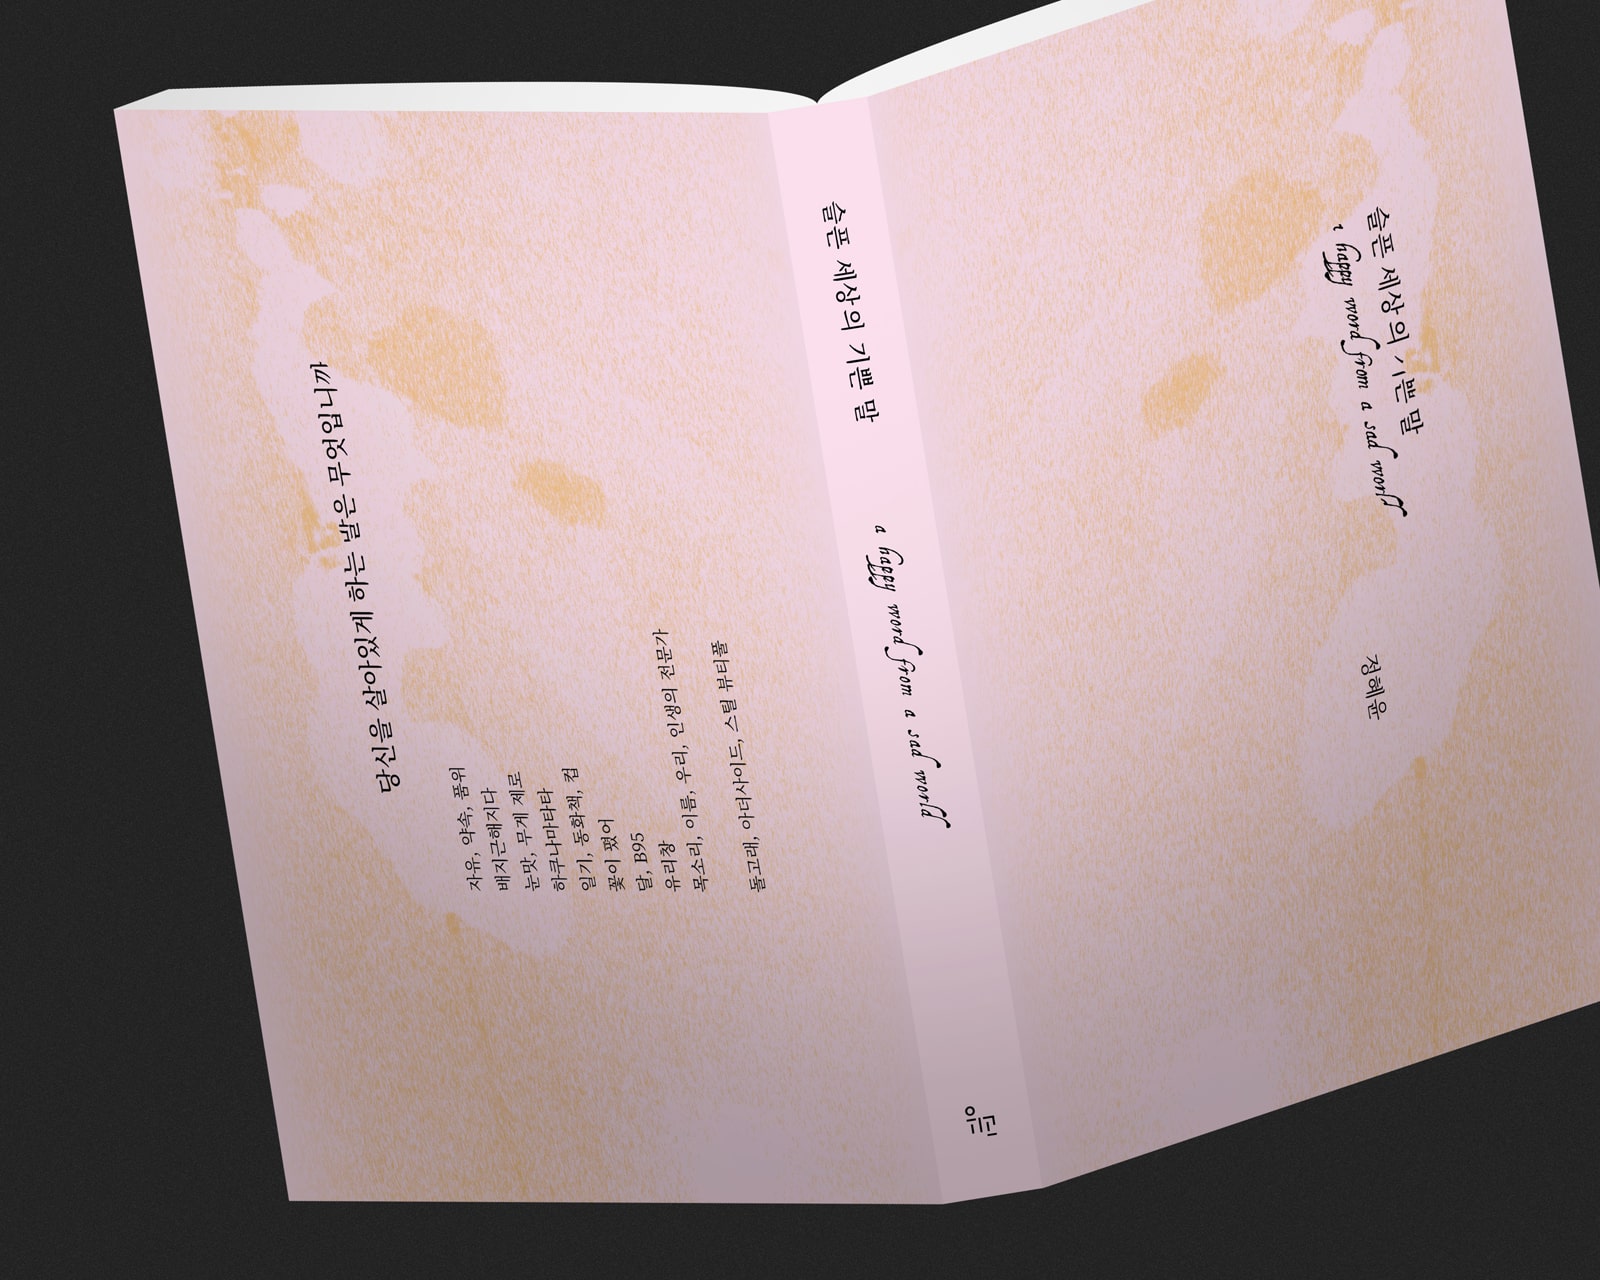 당신을 살아있게 하는 말은 무엇입니까
자유, 약속, 품위
배지근해지다
눈맛, 무게 제로
하쿠나마타타
일기, 동화책, 컵
꽃이 폈어
달, B95
유리창
목소리, 이름, 우리, 인생의 전문가
돌고래, 아더사이드, 스틸 뷰티풀
슬픈 세상의 기쁜 말
a happy word from a sad world
위고
슬픈 세상의 기쁜 말
a happy word from a sad world
정혜윤